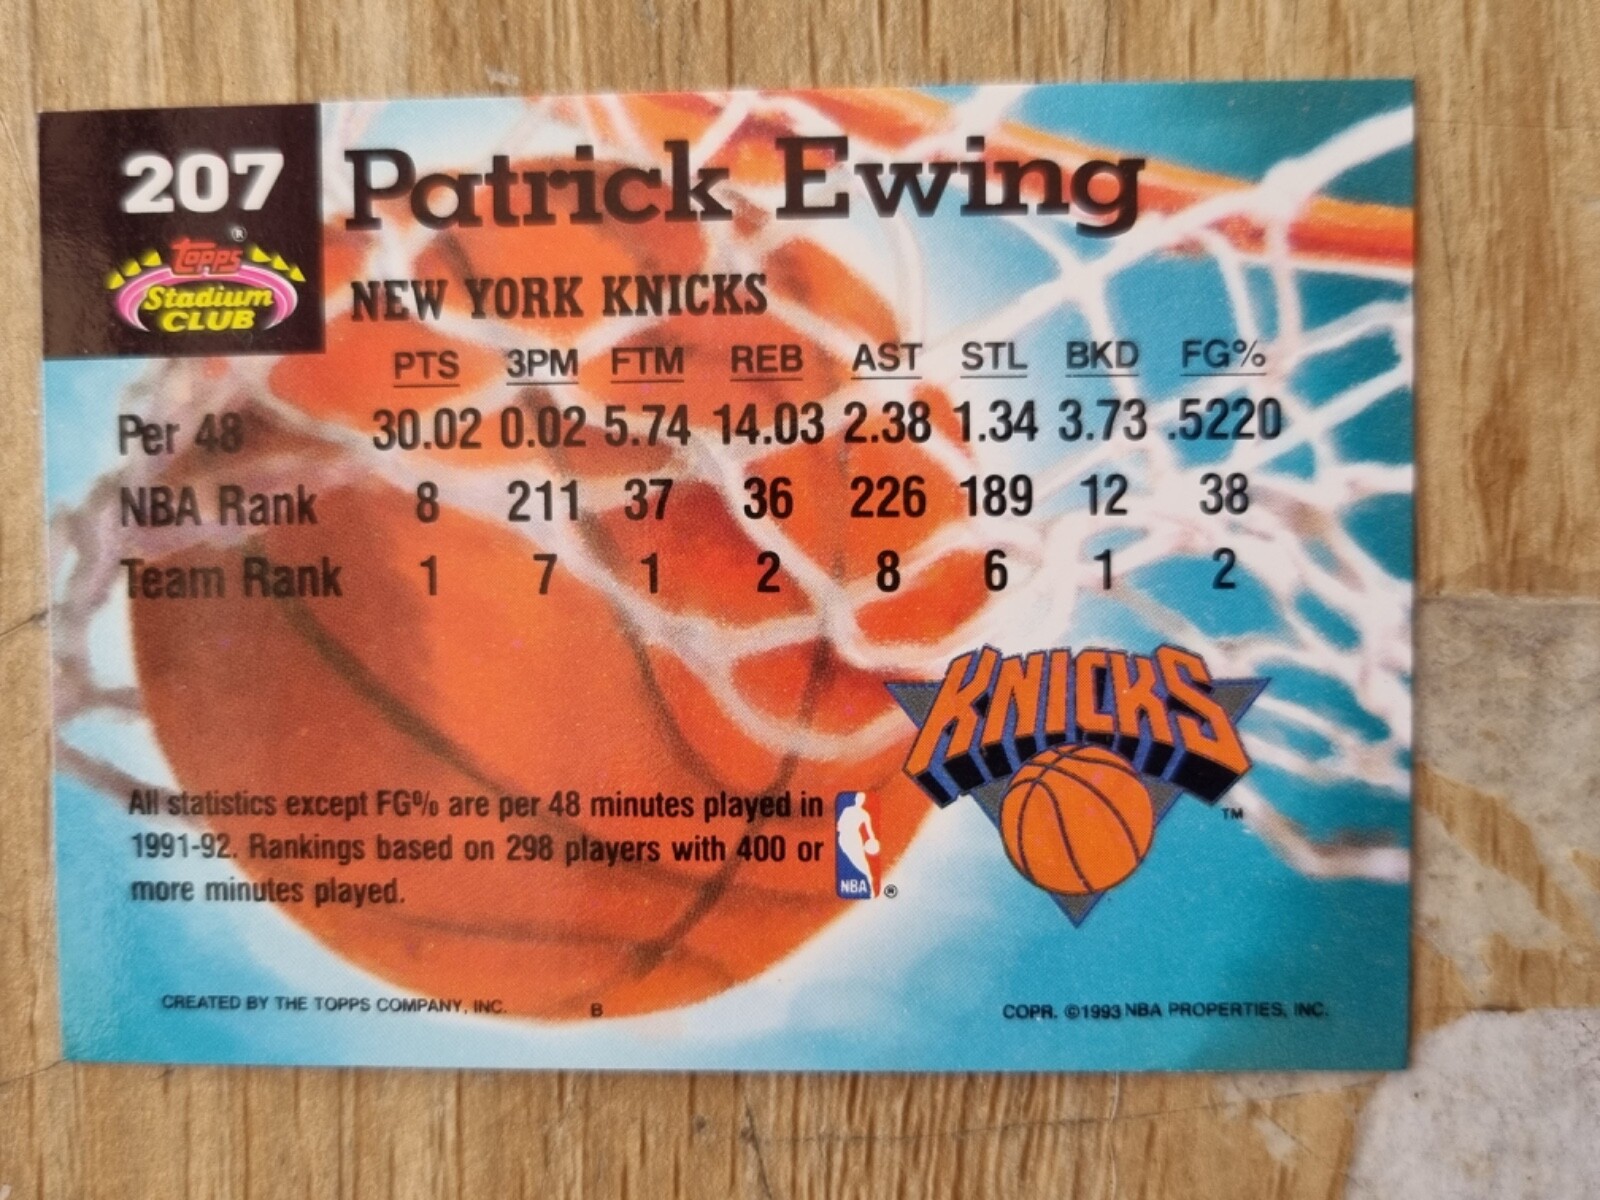 207
Patrick Ewing
topps®
Stadium
CLUB
NEW YORK KNICKS
PTS 3PM FTM REB AST STL BKD FG%
Per 48 30.02 0.02 5.74 14.03 2.38 1.34 3.73 .5220
NBA Rank 8 211 37 36 226 189 12 38
Team Rank 1 7 1 2 8 6 1 2
KNICKS
TM
All statistics except FG% are per 48 minutes played in
1991-92. Rankings based on 298 players with 400 or
more minutes played.
NBA ®
CREATED BY THE TOPPS COMPANY, INC. B COPR. ©1993 NBA PROPERTIES, INC.